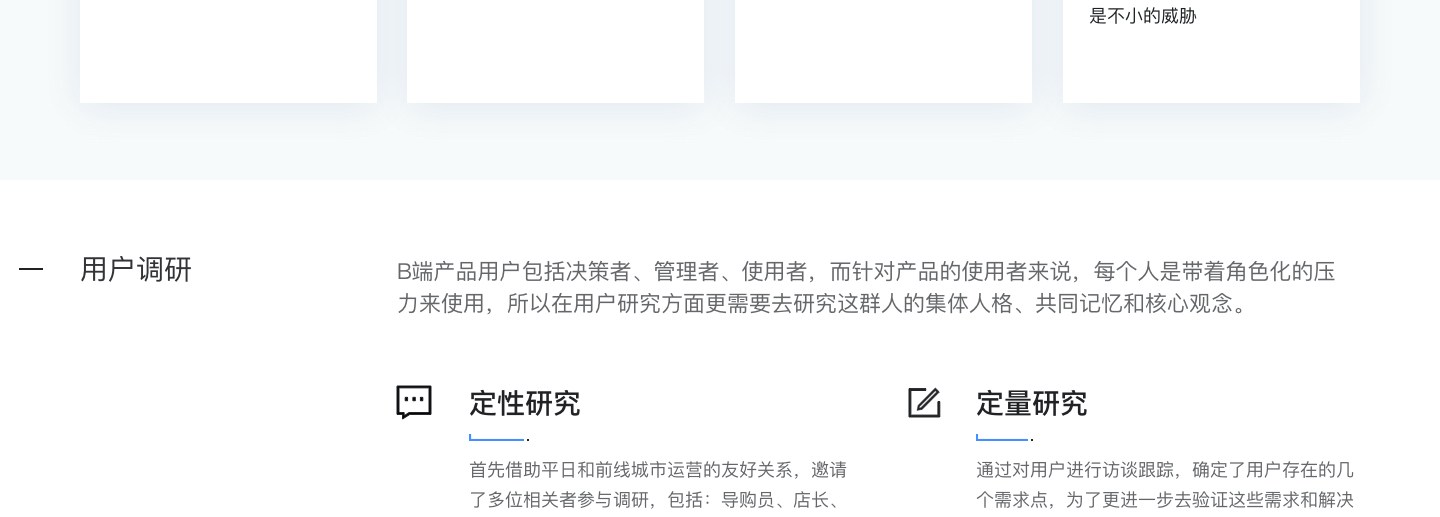 是不小的威胁
用户调研
B端产品用户包括决策者、管理者、使用者，而针对产品的使用者来说，每个人是带着角色化的压
力来使用，所以在用户研究方面更需要去研究这群人的集体人格、共同记忆和核心观念。
定性研究
首先借助平日和前线城市运营的友好关系，邀请
了多位相关者参与调研，包括：导购员、店长、
定量研究
通过对用户进行访谈跟踪，确定了用户存在的几
个需求点，为了更进一步去验证这些需求和解决